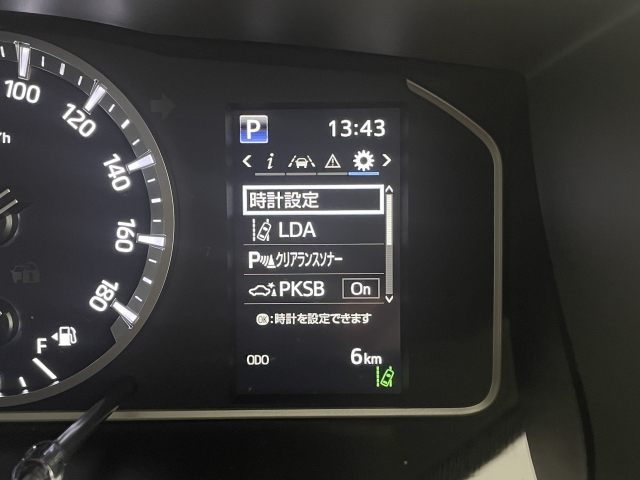 P 13:43
時計設定
LDA
P クリアランスソナー
PKSB On
OK:時計を設定できます
ODO 6km
100
120
140
160
180
F